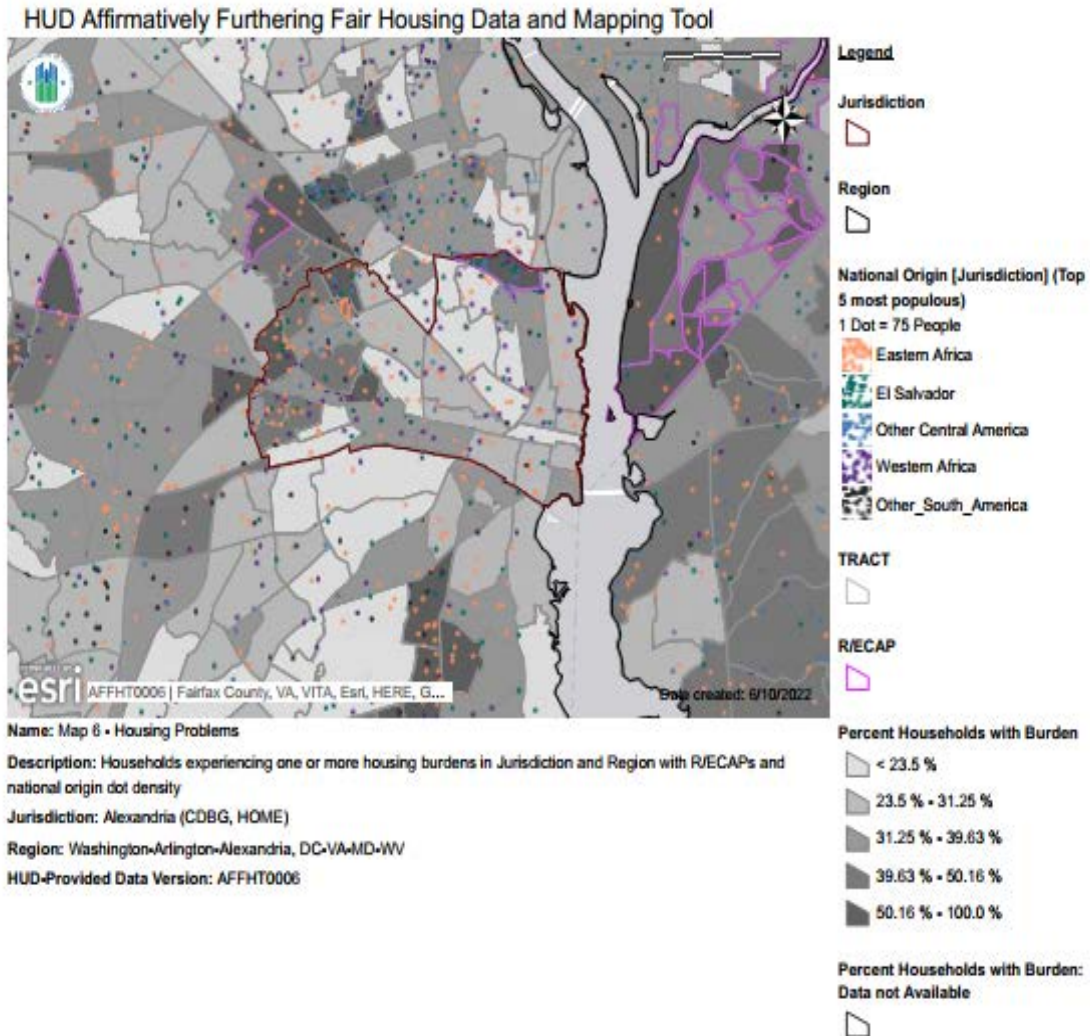 HUD Affirmatively Furthering Fair Housing Data and Mapping Tool
esri
AFFHT0006 | Fairfax County, VA, VITA, Esri, HERE, G...
Date created: 6/10/2022
Name: Map 6 - Housing Problems
Description: Households experiencing one or more housing burdens in Jurisdiction and Region with R/ECAPs and
national origin dot density
Jurisdiction: Alexandria (CDBG, HOME)
Region: Washington-Arlington-Alexandria, DC-VA-MD-WV
HUD-Provided Data Version: AFFHT0006
Legend
Jurisdiction
Region
National Origin [Jurisdiction] (Top
5 most populous)
1 Dot = 75 People
Eastern Africa
El Salvador
Other Central America
Western Africa
Other_South_America
TRACT
R/ECAP
Percent Households with Burden
< 23.5 %
23.5 % - 31.25 %
31.25 % - 39.63 %
39.63 % - 50.16 %
50.16 % - 100.0 %
Percent Households with Burden:
Data not Available